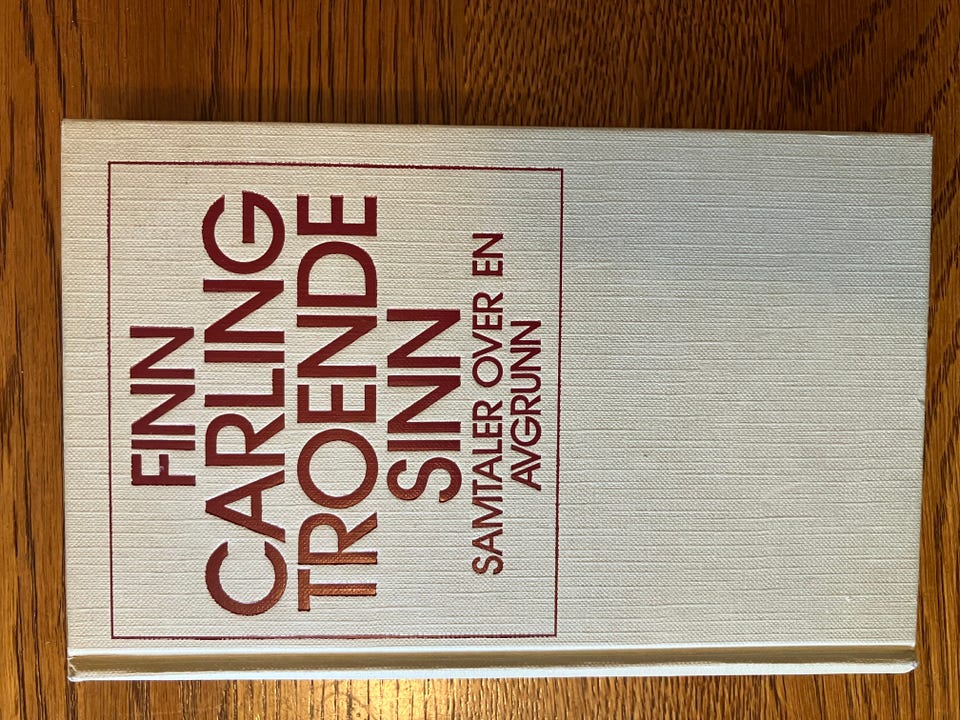 FINN
CARLING
TROENDE
SINN
SAMTALER OVER EN
AVGRUNN